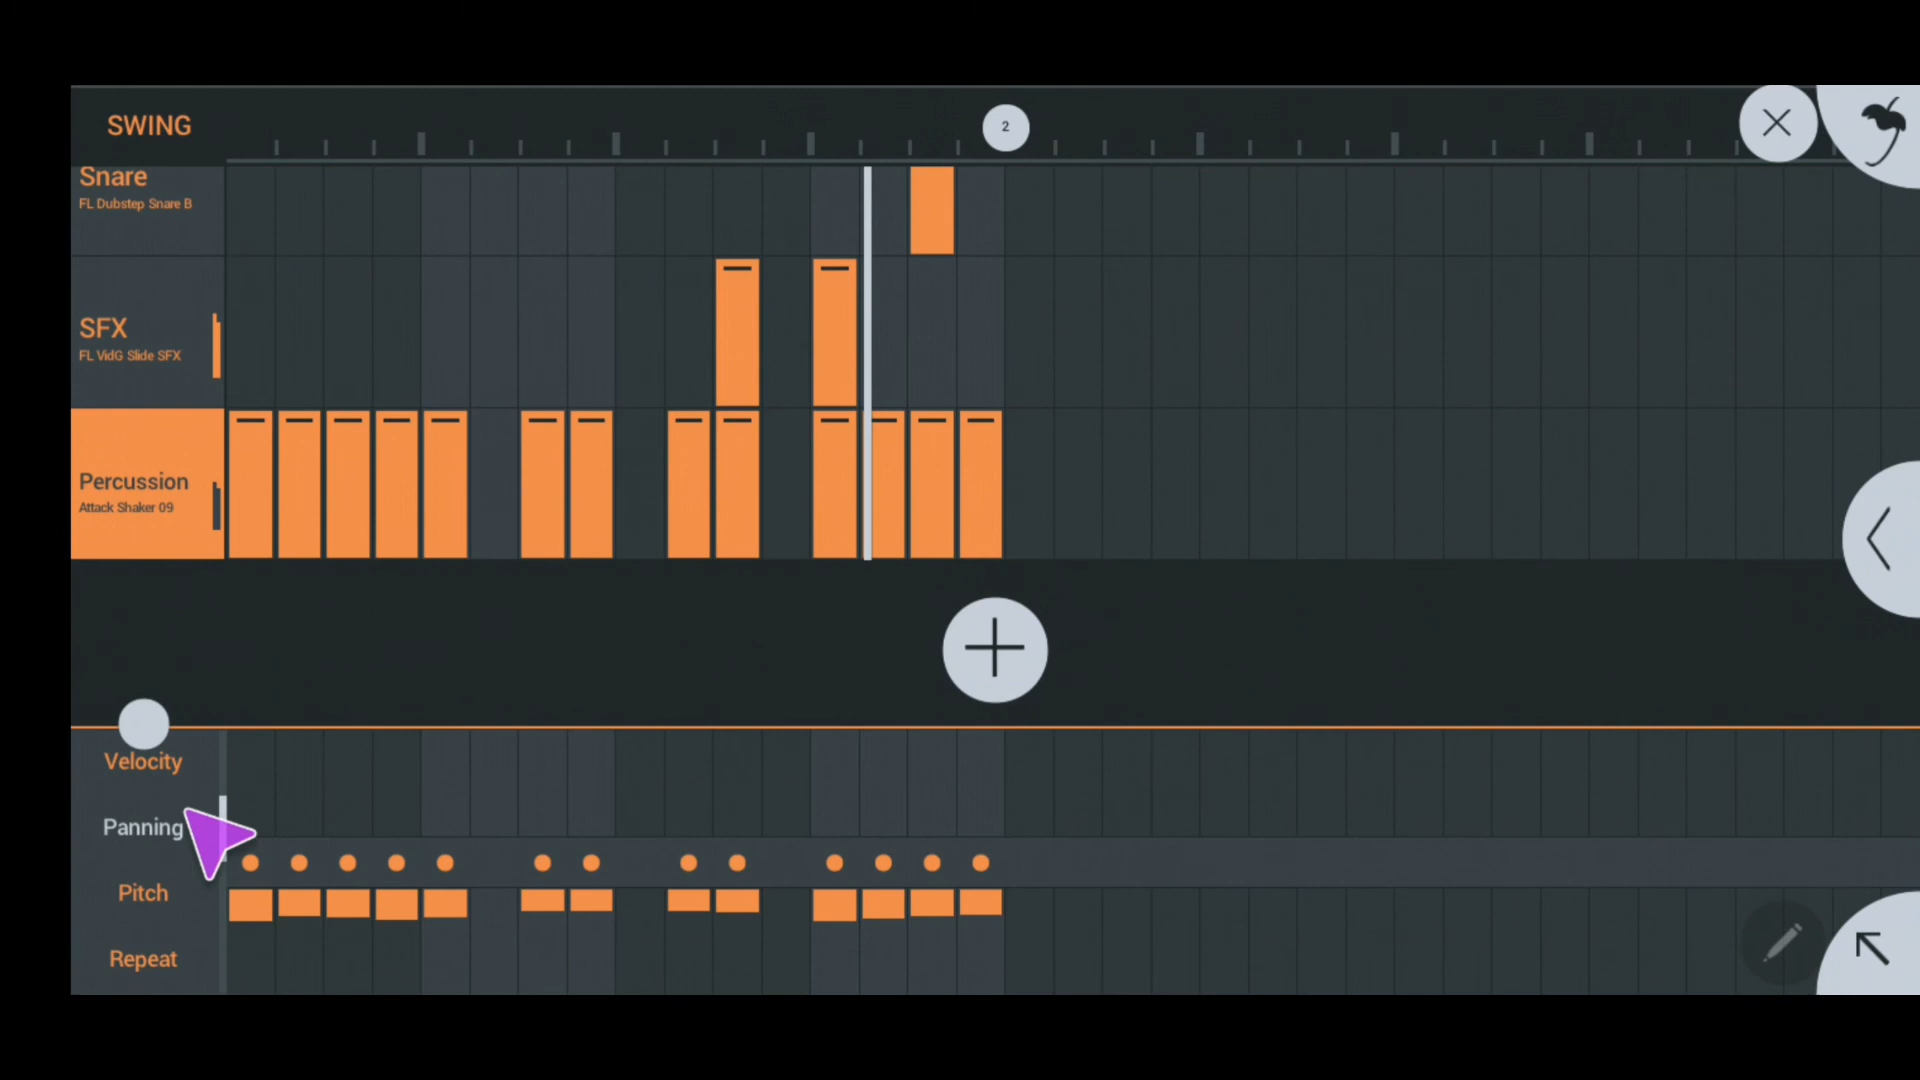 SWING
2
Snare
FL Dubstep Snare B
SFX
FL VidG Slide SFX
Percussion
Attack Shaker 09
Velocity
Panning
Pitch
Repeat